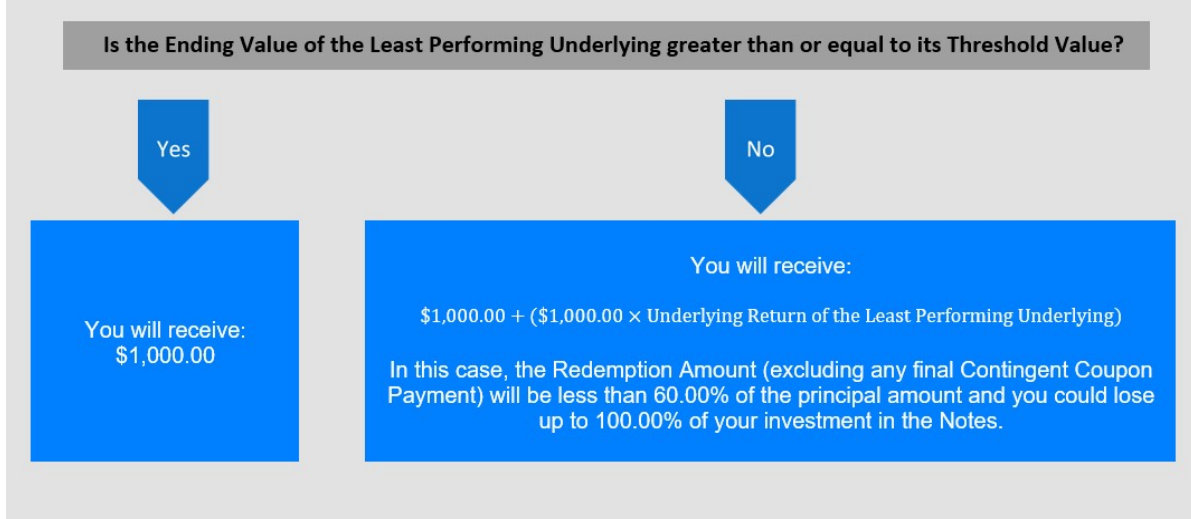 Is the Ending Value of the Least Performing Underlying greater than or equal to its Threshold Value?
Yes
No
You will receive:
$1,000.00
You will receive:
$1,000.00 + ($1,000.00 × Underlying Return of the Least Performing Underlying)
In this case, the Redemption Amount (excluding any final Contingent Coupon
Payment) will be less than 60.00% of the principal amount and you could lose
up to 100.00% of your investment in the Notes.